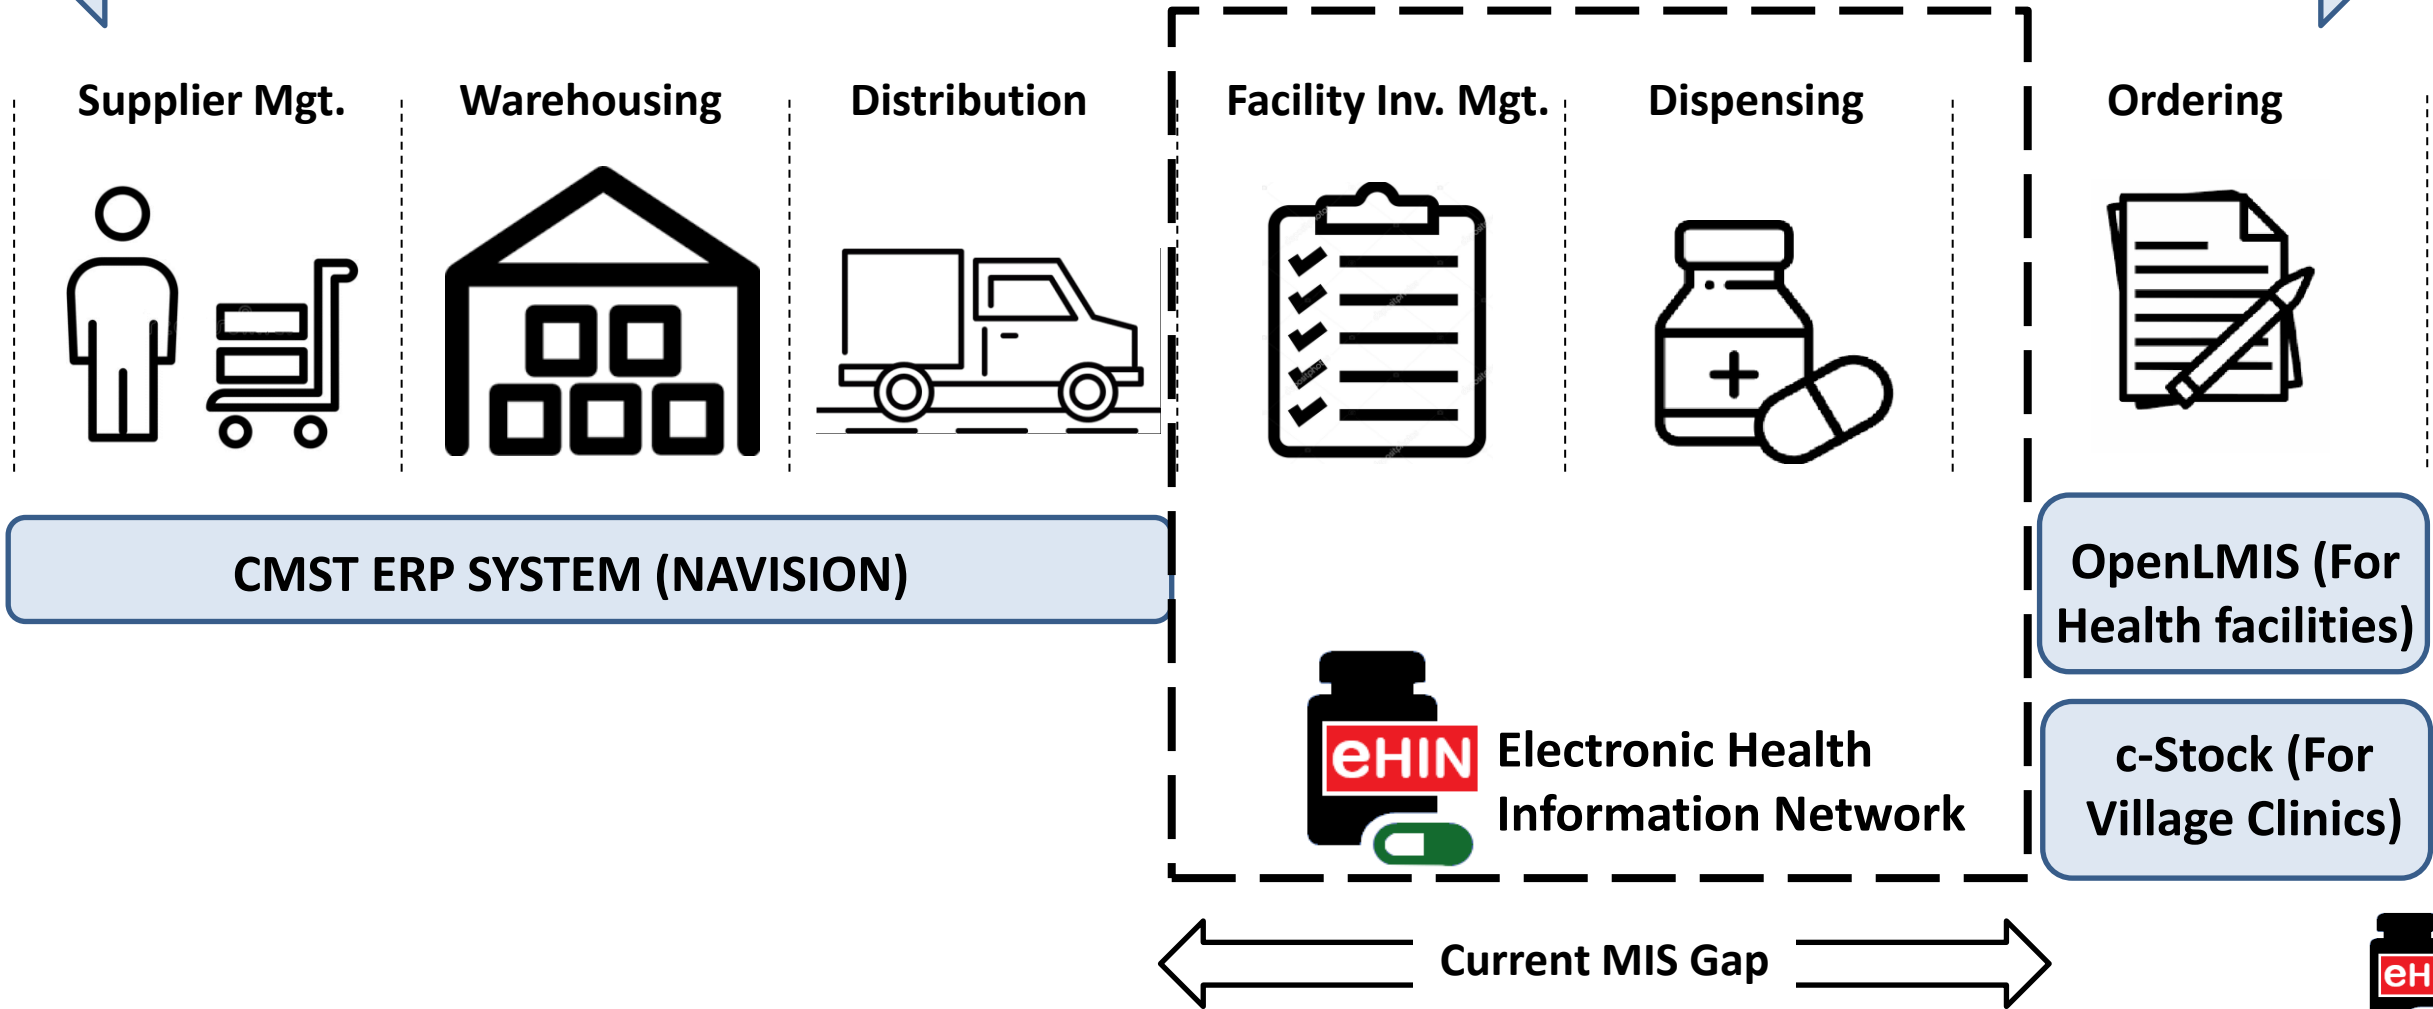 Supplier Mgt.
Warehousing
Distribution
Facility Inv. Mgt.
Dispensing
Ordering
CMST ERP SYSTEM (NAVISION)
OpenLMIS (For
Health facilities)
eHIN
Electronic Health
Information Network
c-Stock (For
Village Clinics)
Current MIS Gap
eH